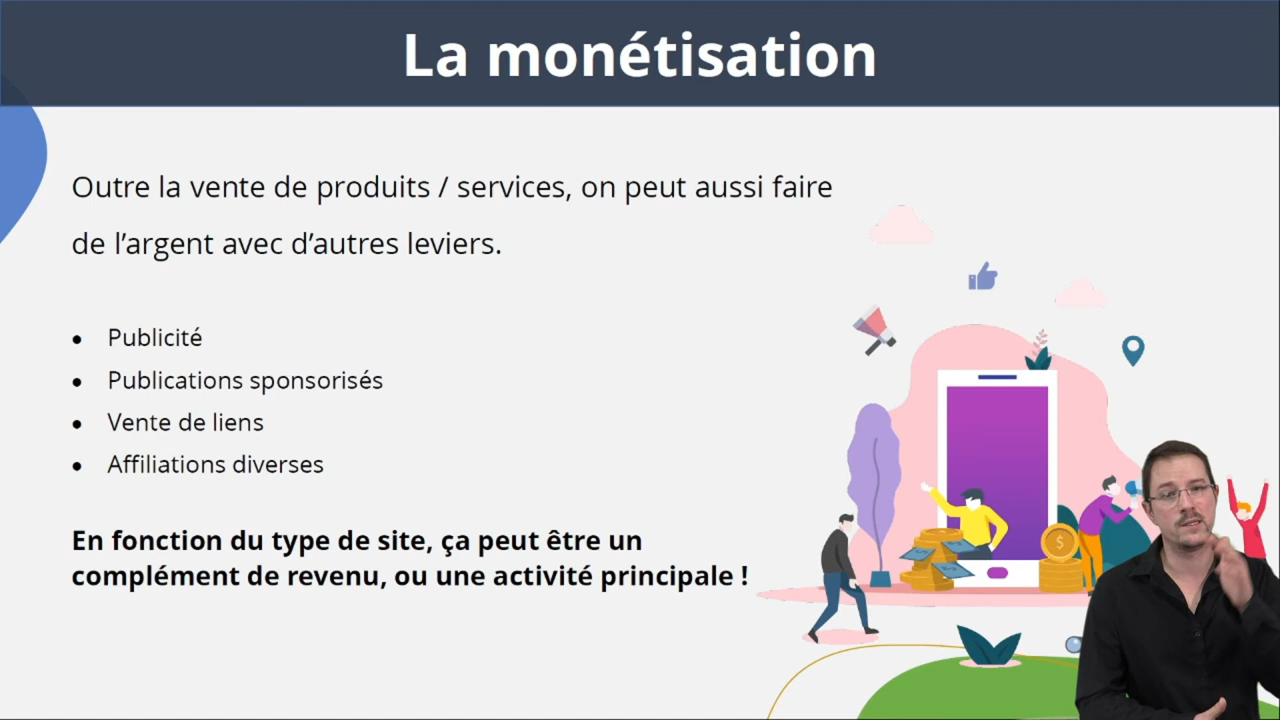 La monétisation
Outre la vente de produits / services, on peut aussi faire
de l’argent avec d’autres leviers.
• Publicité
• Publications sponsorisés
• Vente de liens
• Affiliations diverses
En fonction du type de site, ça peut être un
complément de revenu, ou une activité principale !
$